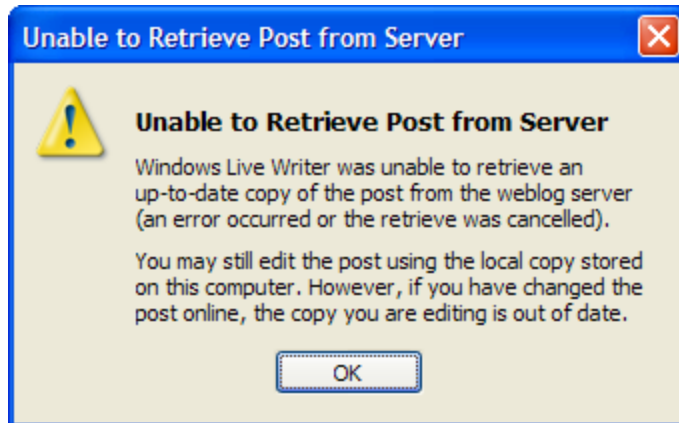 Unable to Retrieve Post from Server
Unable to Retrieve Post from Server
Windows Live Writer was unable to retrieve an
up-to-date copy of the post from the weblog server
(an error occurred or the retrieve was cancelled).
You may still edit the post using the local copy stored
on this computer. However, if you have changed the
post online, the copy you are editing is out of date.
OK